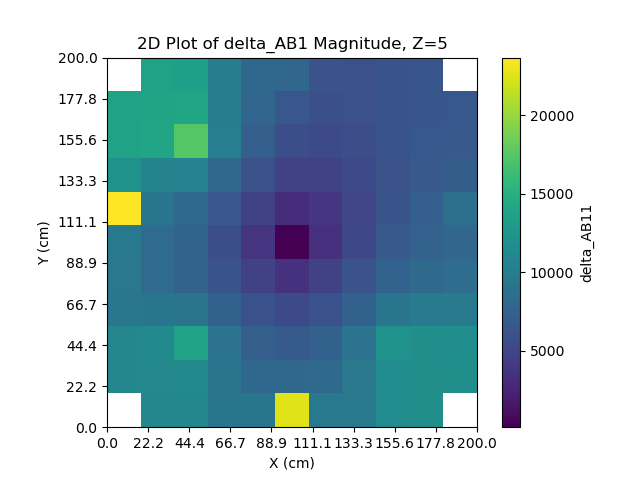 2D Plot of delta_AB1 Magnitude, Z=5
200.0
177.8
155.6
133.3
111.1
88.9
66.7
44.4
22.2
0.0
Y (cm)
0.0 22.2 44.4 66.7 88.9 111.1 133.3 155.6 177.8 200.0
X (cm)
20000
15000
10000
5000
delta_AB11